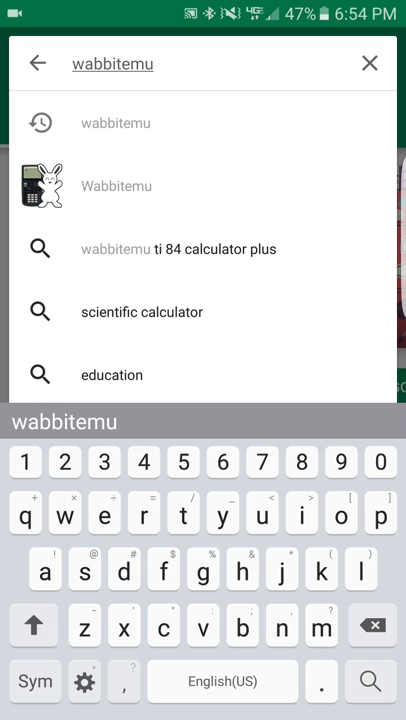 4G 47% 6:54 PM
wabbitemu
wabbitemu
Wabbitemu
wabbitemu ti 84 calculator plus
scientific calculator
education
wabbitemu
1 2 3 4 5 6 7 8 9 0
+ × ÷ = / _ < > [ ]
q w e r t y u i o p
! @ # $ % & * ( )
a s d f g h j k l
- ' " : ; , ?
z x c v b n m
Sym , ? English(US) .